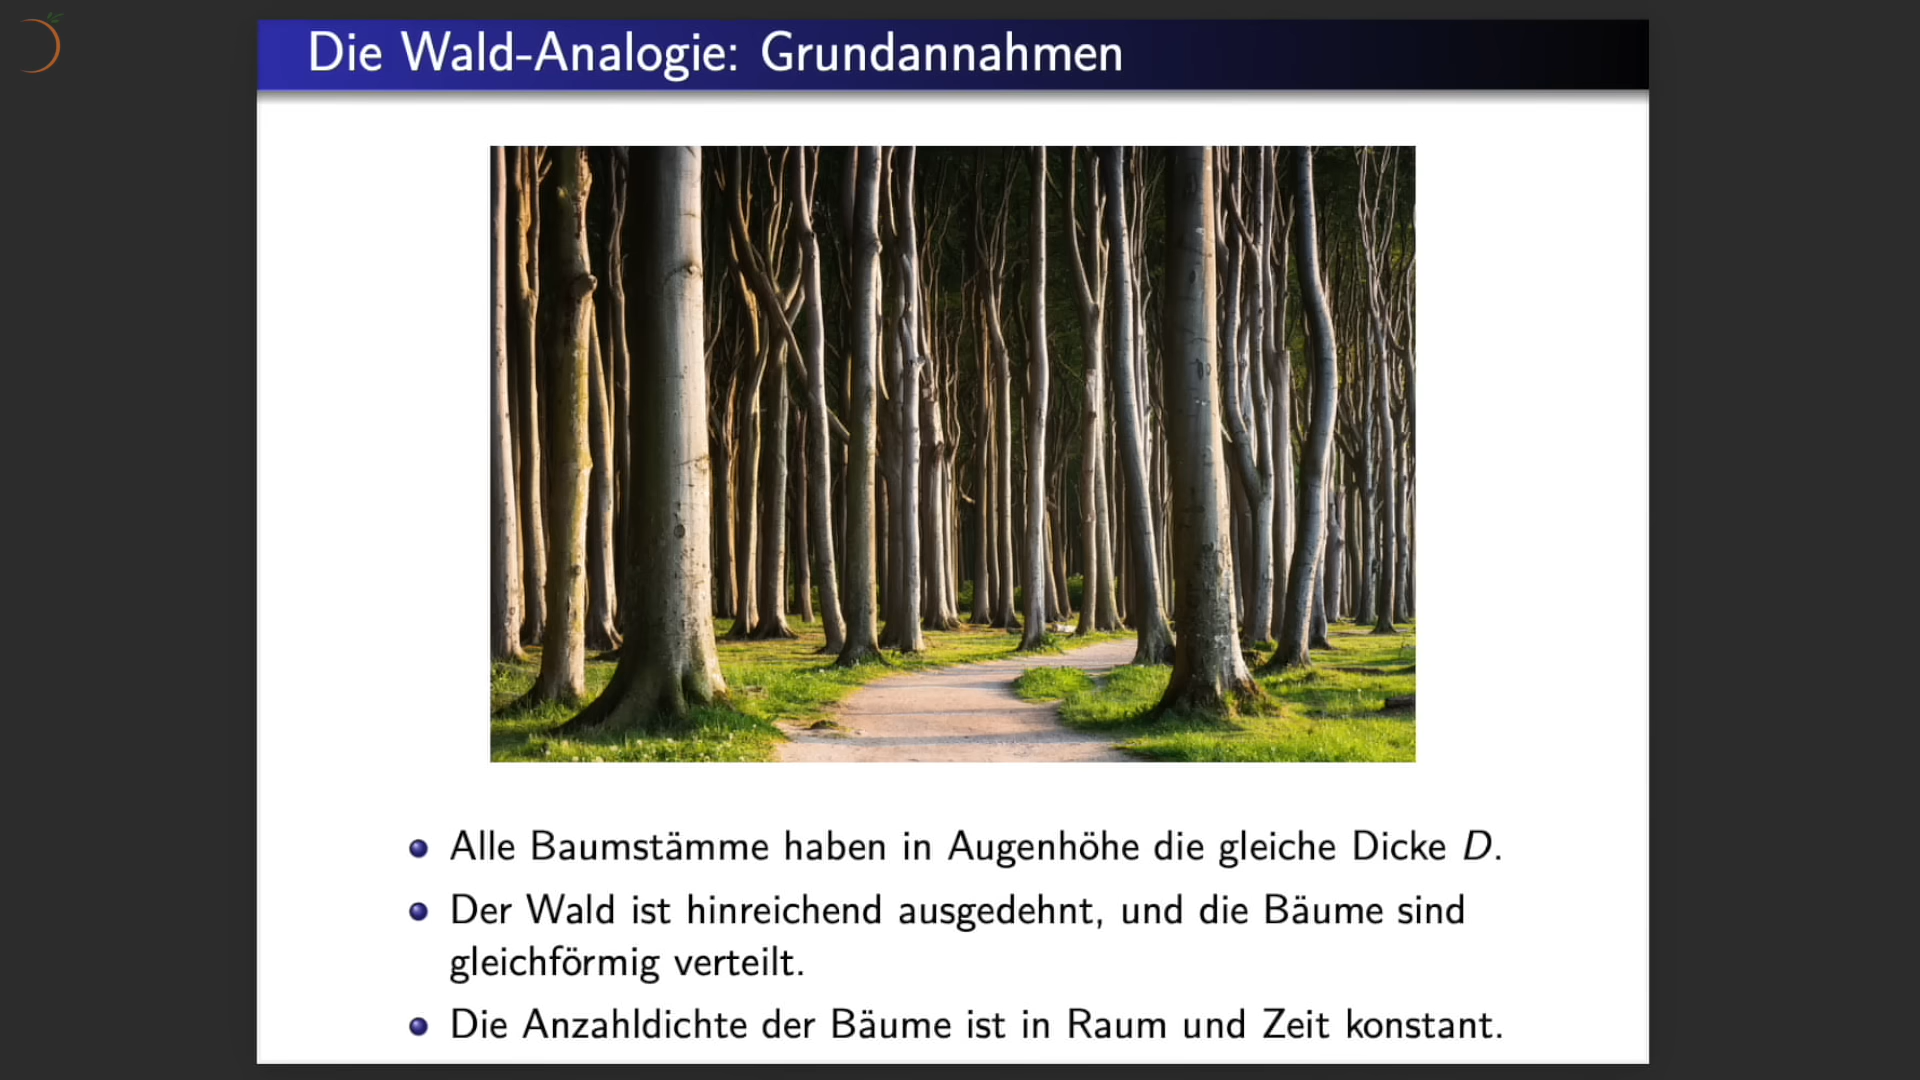 Die Wald-Analogie: Grundannahmen
Alle Baumstämme haben in Augenhöhe die gleiche Dicke D.
Der Wald ist hinreichend ausgedehnt, und die Bäume sind
gleichförmig verteilt.
Die Anzahldichte der Bäume ist in Raum und Zeit konstant.